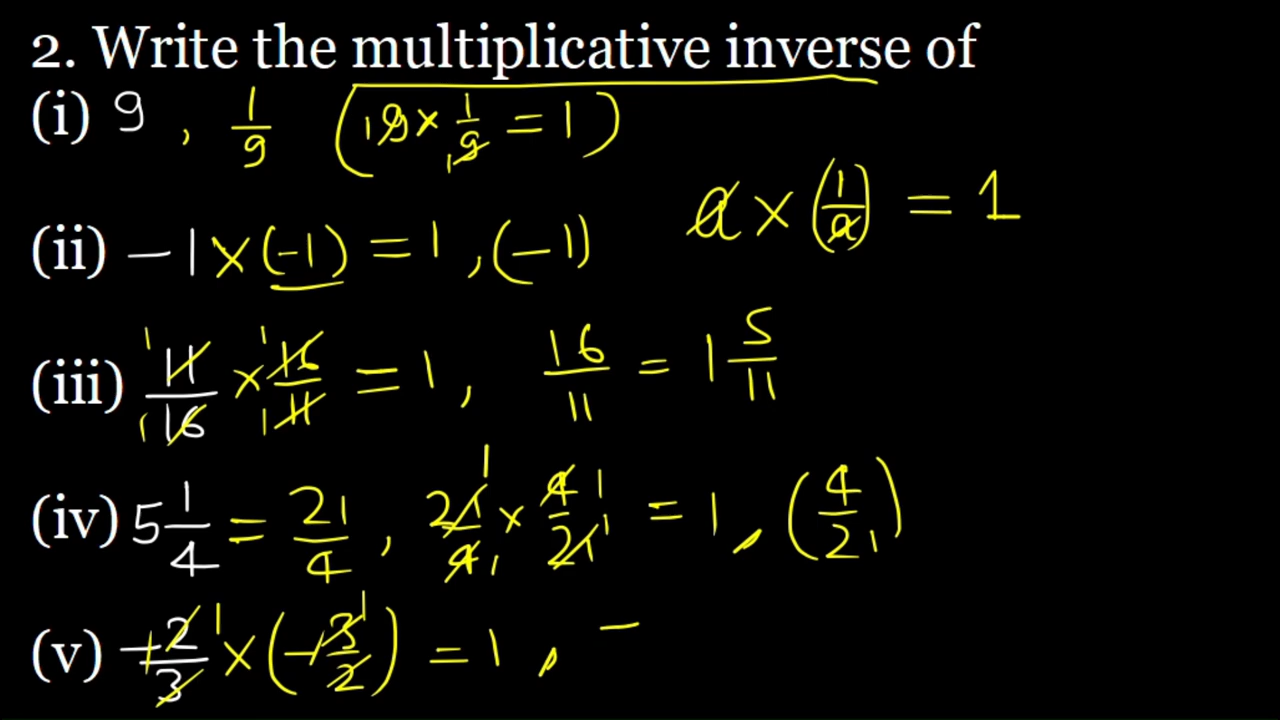 2. Write the multiplicative inverse of
(i) 9 , 1/9 (9 × 1/9 = 1)
a × (1/a) = 1
(ii) -1 × (-1) = 1 , (-1)
(iii) 11/16 × 16/11 = 1 , 16/11 = 1 5/11
(iv) 5 1/4 = 21/4 , 21/4 × 4/21 = 1 , (4/21)
(v) -2/3 × (-3/2) = 1 , -